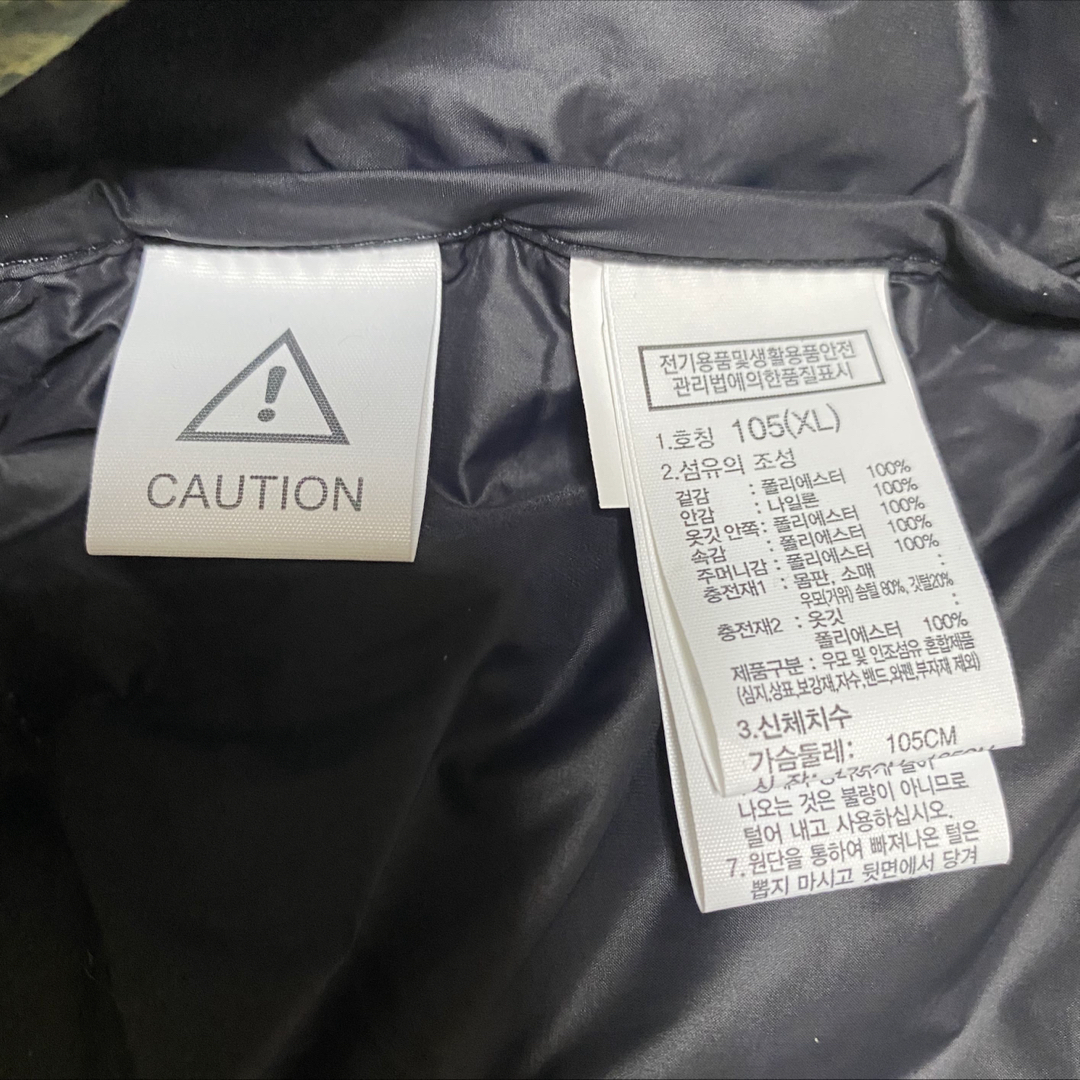 CAUTION
전기용품및생활용품안전
관리법에의한품질표시
1.호칭 105(XL)
2.섬유의 조성
겉감 : 폴리에스터 100%
안감 : 나일론 100%
옷깃 안쪽: 폴리에스터 100%
속감 : 폴리에스터 100%
주머니감 : 폴리에스터 100%
충전재1 : 몸판, 소매 :
우모(거위) 솜털 80%, 깃털20%
충전재2 : 옷깃 :
폴리에스터 100%
제품구분 : 우모 및 인조섬유 혼합제품
(심지,상표,보강재,자수,밴드,와펜,부자재 제외)
3.신체치수
가슴둘레: 105CM
나오는 것은 불량이 아니므로
털어 내고 사용하십시오.
7.원단을 통하여 빠져나온 털은
뽑지 마시고 뒷면에서 당겨